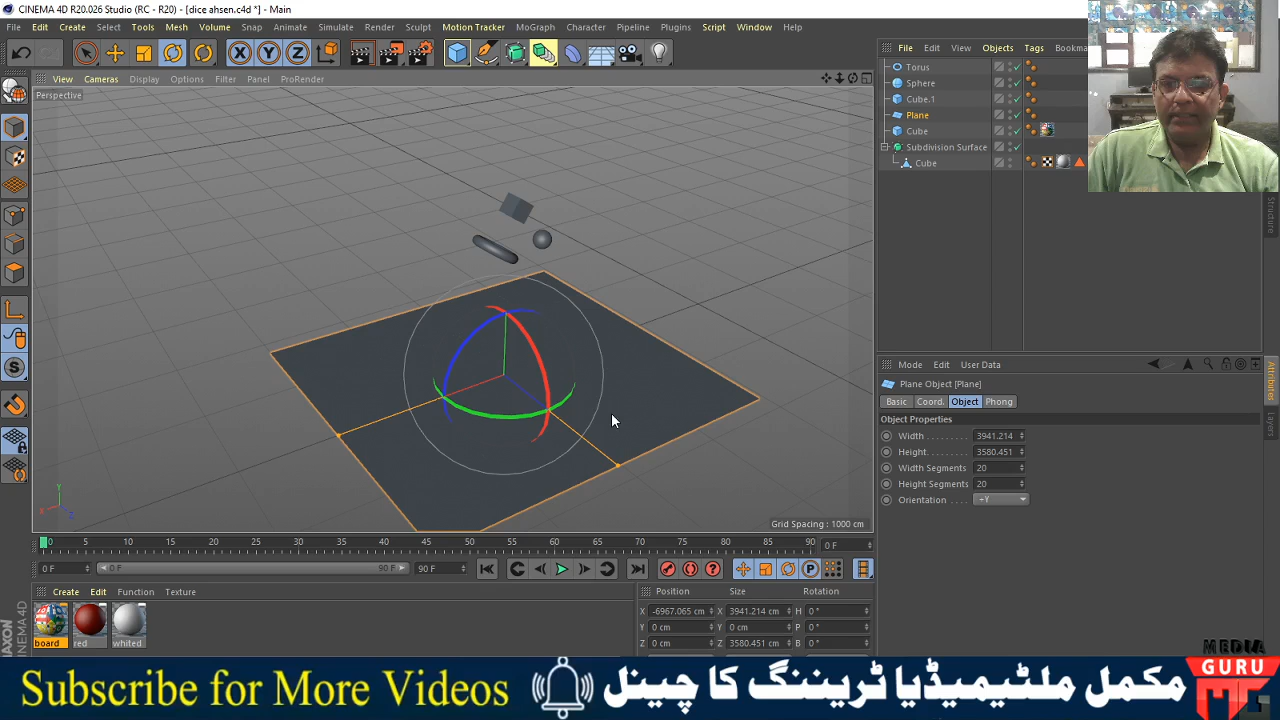 CINEMA 4D R20.026 Studio (RC - R20) - [dice ahsen.c4d *] - Main
File Edit Create Select Tools Mesh Volume Snap Animate Simulate Render Sculpt Motion Tracker MoGraph Character Pipeline Plugins Script Window Help
X Y Z
File Edit View Objects Tags Bookma
View Cameras Display Options Filter Panel ProRender
Perspective
Torus
Sphere
Cube.1
Plane
Cube
Subdivision Surface
Cube
Structure
Mode Edit User Data
Plane Object [Plane]
Basic Coord. Object Phong
Object Properties
Width 3941.214
Height 3580.451
Width Segments 20
Height Segments 20
Orientation +Y
Attributes
Layers
Y
X Z
Grid Spacing : 1000 cm
0 5 10 15 20 25 30 35 40 45 50 55 60 65 70 75 80 85 90 0 F
0 F 0 F 90 F 90 F
Create Edit Function Texture
Position Size Rotation
X -6967.065 cm X 3941.214 cm H 0 °
Y 0 cm Y 0 cm P 0 °
Z 0 cm Z 3580.451 cm B 0 °
board red whited
CINEMA 4D
MEDIA
GURU
MG
Subscribe for More Videos
مکمل ملٹیمیڈیا ٹریننگ کا چینل